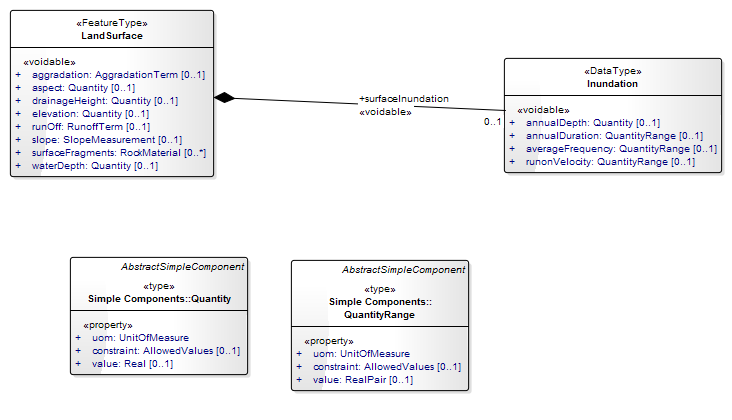 «FeatureType»
LandSurface
«voidable»
+ aggradation: AggradationTerm [0..1]
+ aspect: Quantity [0..1]
+ drainageHeight: Quantity [0..1]
+ elevation: Quantity [0..1]
+ runOff: RunoffTerm [0..1]
+ slope: SlopeMeasurement [0..1]
+ surfaceFragments: RockMaterial [0..*]
+ waterDepth: Quantity [0..1]
+surfaceInundation
«voidable»
0..1
«DataType»
Inundation
«voidable»
+ annualDepth: Quantity [0..1]
+ annualDuration: QuantityRange [0..1]
+ averageFrequency: QuantityRange [0..1]
+ runonVelocity: QuantityRange [0..1]
AbstractSimpleComponent
«type»
Simple Components::Quantity
«property»
+ uom: UnitOfMeasure
+ constraint: AllowedValues [0..1]
+ value: Real [0..1]
AbstractSimpleComponent
«type»
Simple Components::
QuantityRange
«property»
+ uom: UnitOfMeasure
+ constraint: AllowedValues [0..1]
+ value: RealPair [0..1]